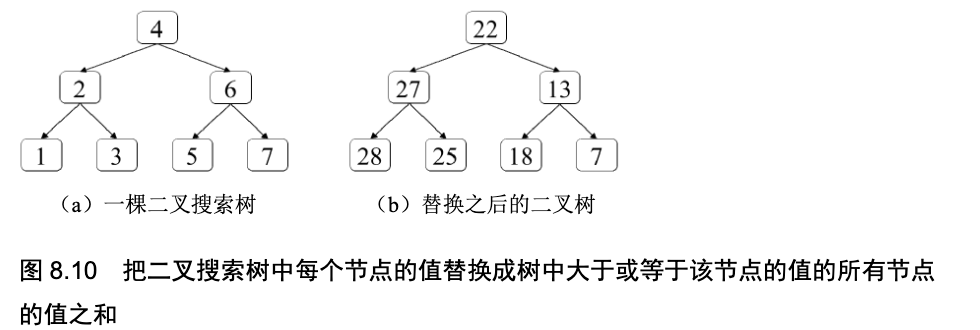 4 22
2 6 27 13
1 3 5 7 28 25 18 7
（a）一棵二叉搜索树 （b）替换之后的二叉树
图 8.10 把二叉搜索树中每个节点的值替换成树中大于或等于该节点的值的所有节点
的值之和